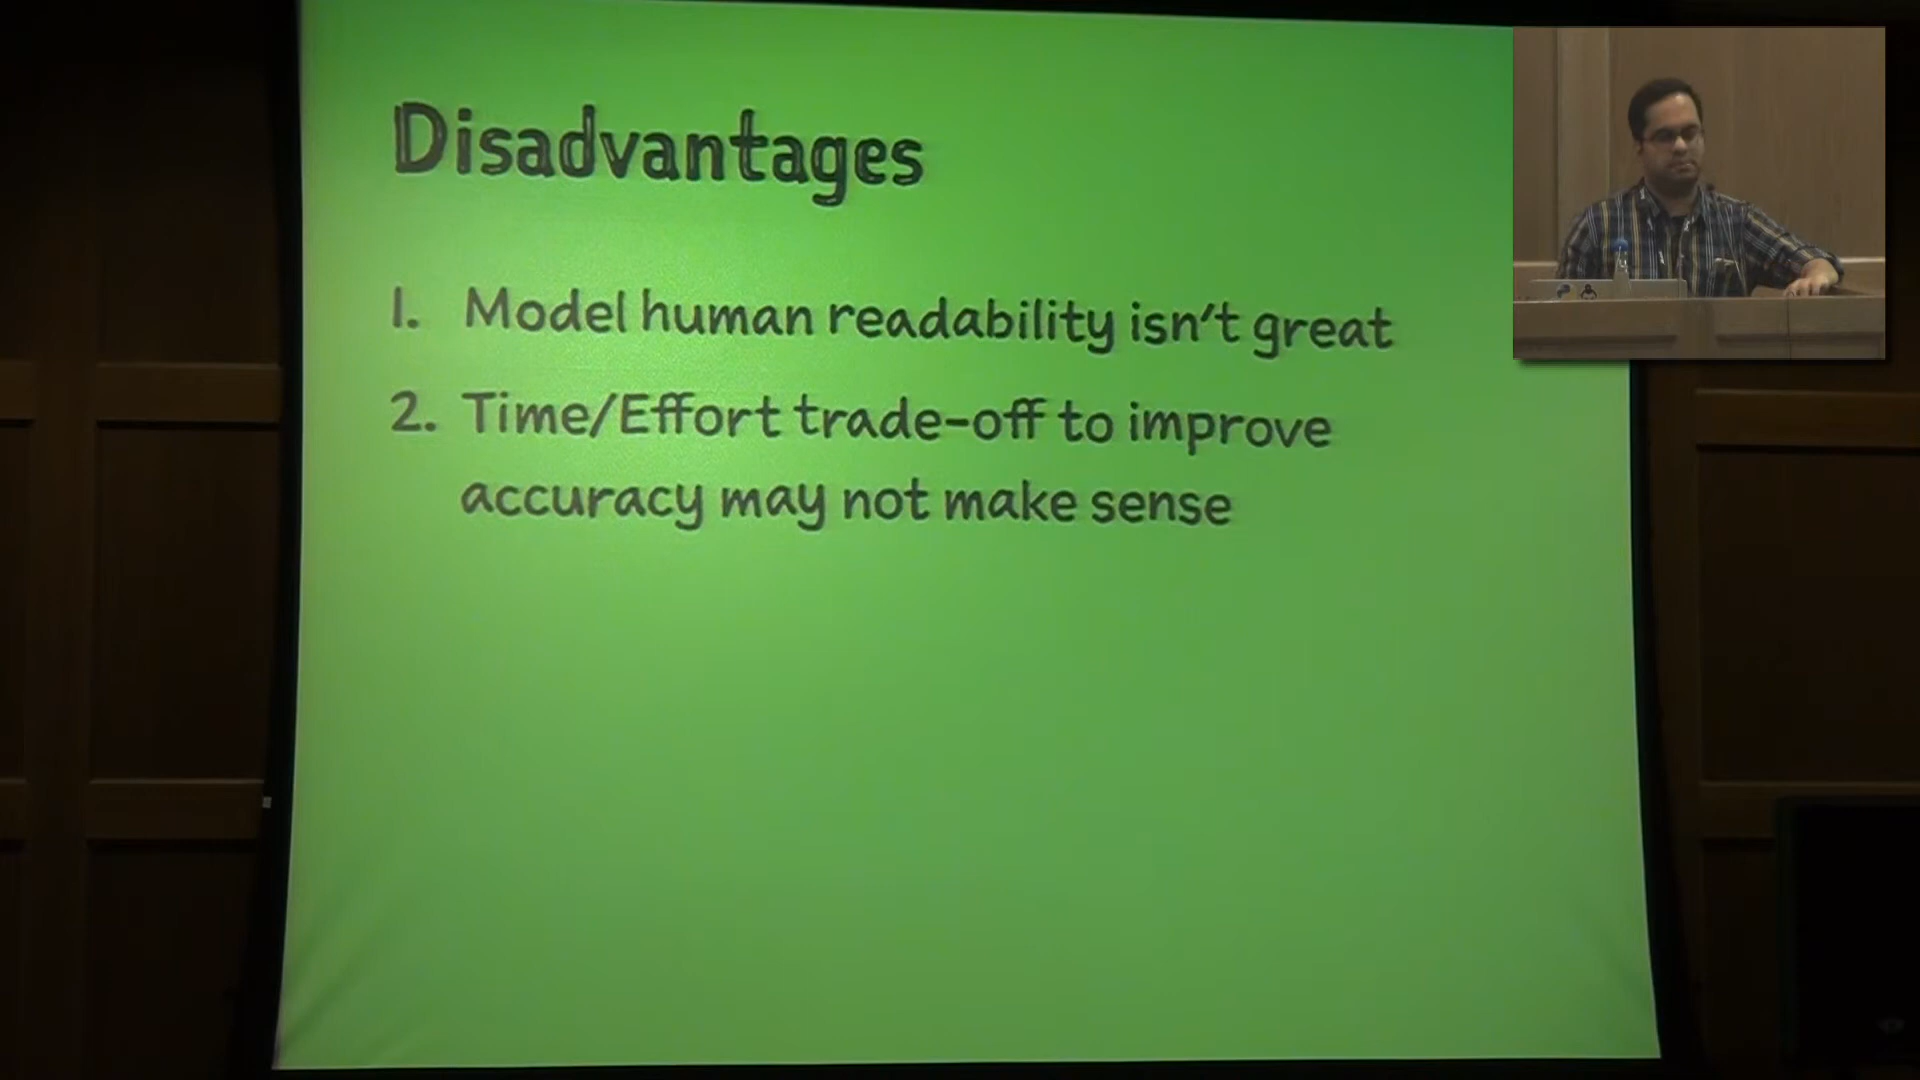 Disadvantages
1. Model human readability isn't great
2. Time/Effort trade-off to improve
accuracy may not make sense